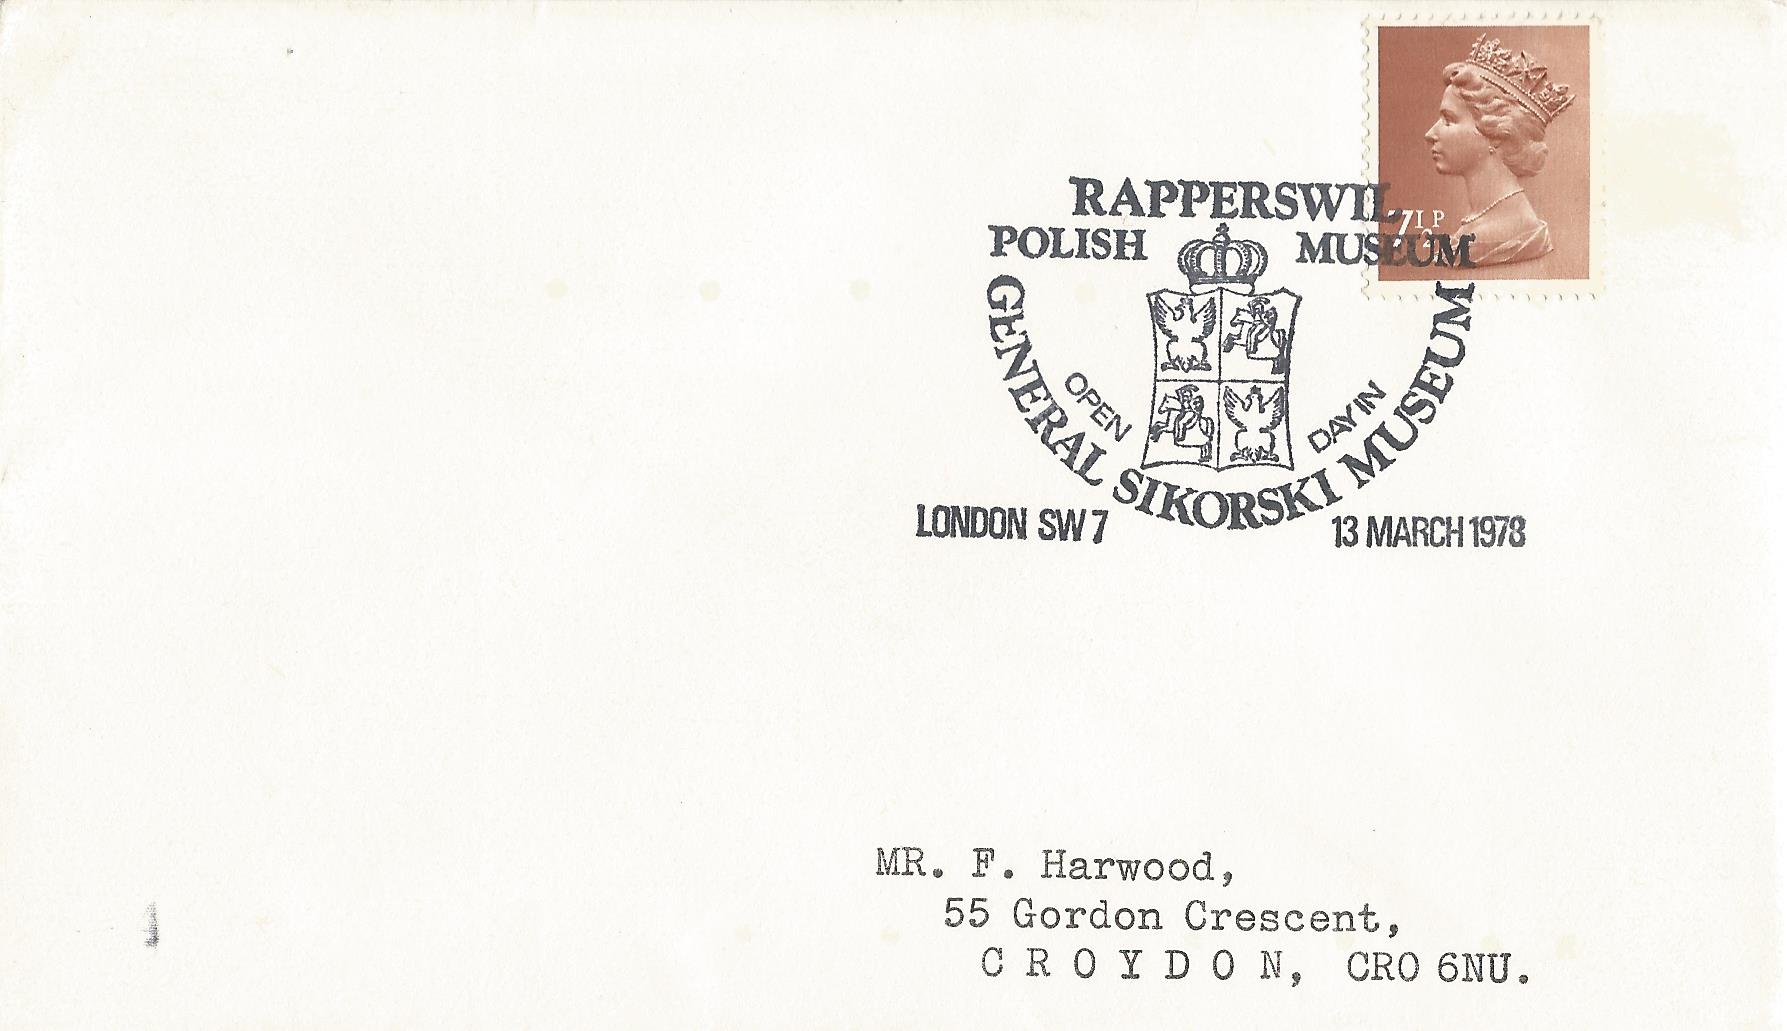 RAPPERSWIL
POLISH MUSEUM
OPEN DAY IN
GENERAL SIKORSKI MUSEUM
LONDON SW7
13 MARCH 1978
7½P
MR. F. Harwood,
55 Gordon Crescent,
C R O Y D O N, CRO 6NU.